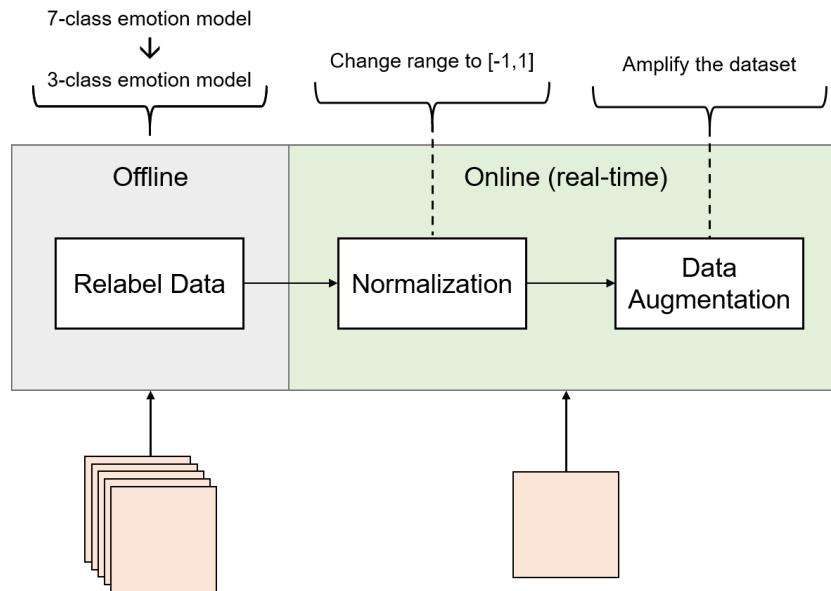 7-class emotion model
3-class emotion model
Change range to [-1,1]
Amplify the dataset
Offline
Online (real-time)
Relabel Data
Normalization
Data
Augmentation